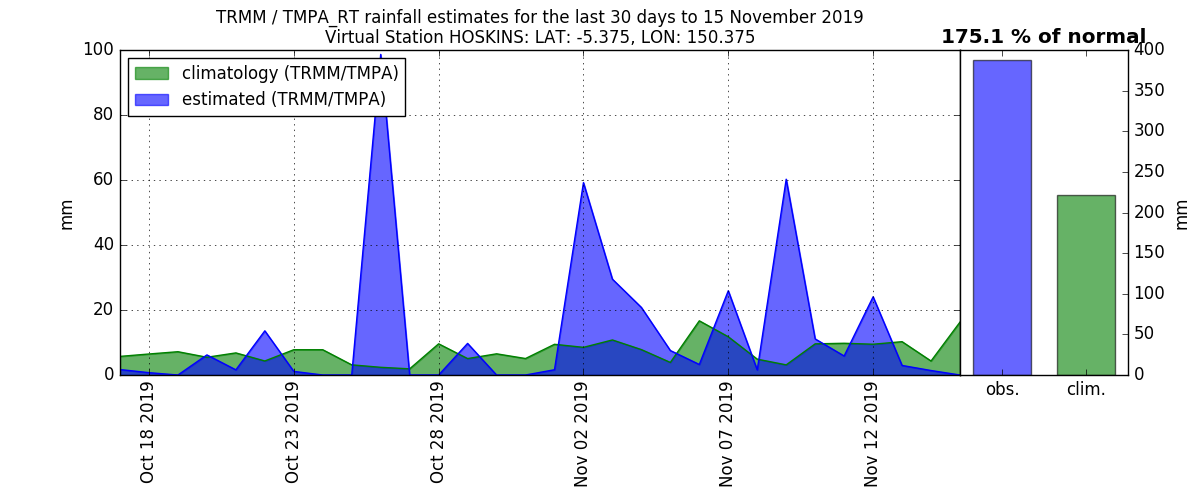 TRMM / TMPA_RT rainfall estimates for the last 30 days to 15 November 2019
Virtual Station HOSKINS: LAT: -5.375, LON: 150.375
175.1 % of normal
climatology (TRMM/TMPA)
estimated (TRMM/TMPA)
mm
100
80
60
40
20
0
Oct 18 2019
Oct 23 2019
Oct 28 2019
Nov 02 2019
Nov 07 2019
Nov 12 2019
obs.
clim.
400
350
300
250
200
150
100
50
0
mm